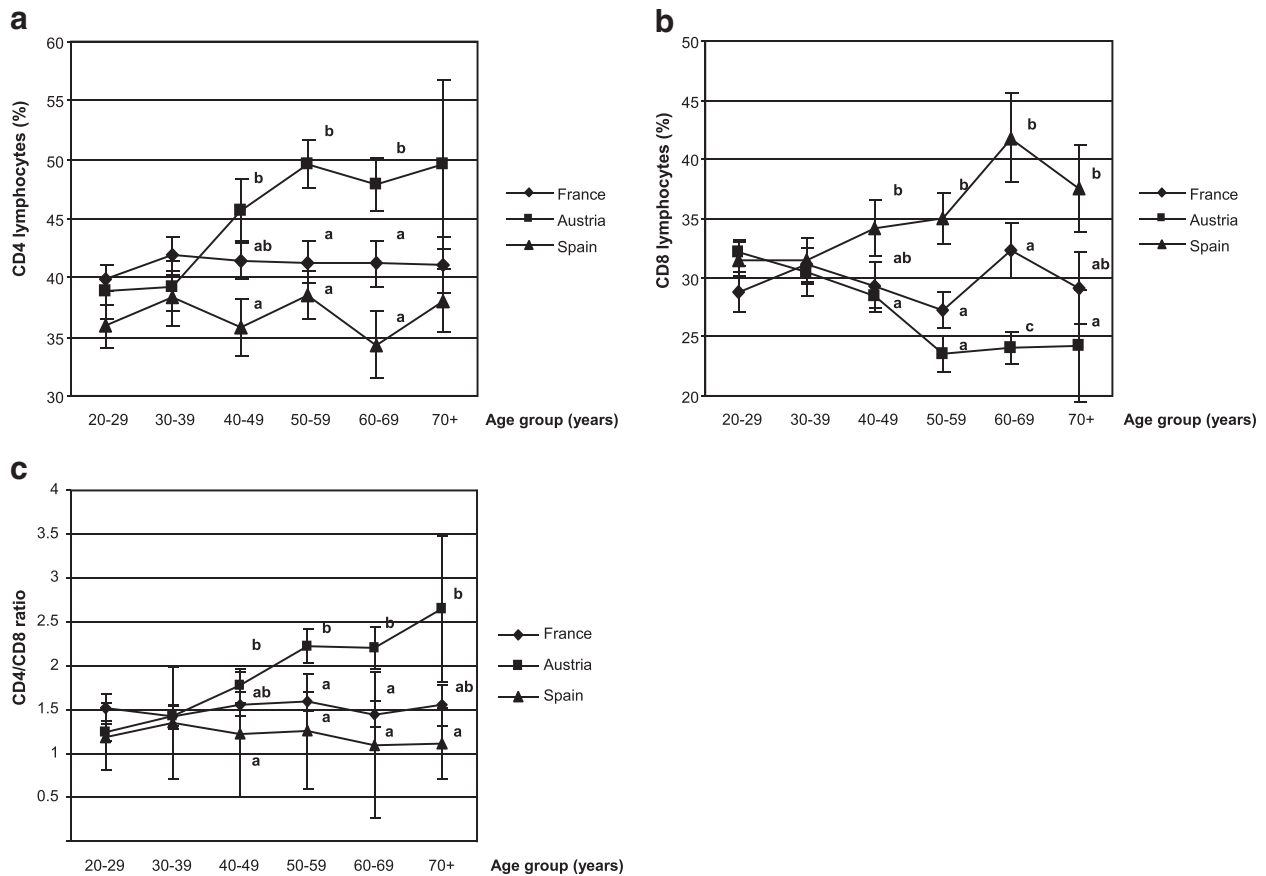 a
CD4 lymphocytes (%)
60
55
50
45
40
35
30
b
b
b
ab
a
a
a
a
a
20-29 30-39 40-49 50-59 60-69 70+ Age group (years)
France
Austria
Spain
b
CD8 lymphocytes (%)
50
45
40
35
30
25
20
b
b
b
b
ab
a
ab
a
a
a
c
a
20-29 30-39 40-49 50-59 60-69 70+ Age group (years)
France
Austria
Spain
c
CD4/CD8 ratio
4
3.5
3
2.5
2
1.5
1
0.5
b
b
b
b
ab
a
a
ab
a
a
a
a
20-29 30-39 40-49 50-59 60-69 70+ Age group (years)
France
Austria
Spain